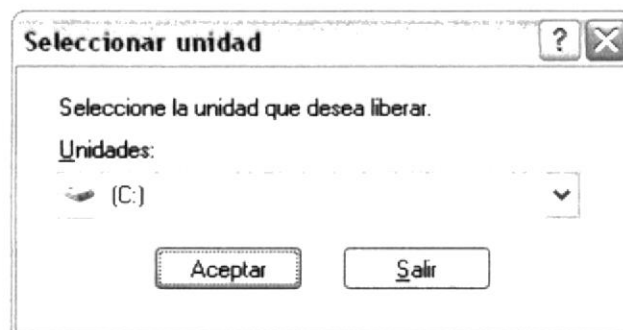 Seleccionar unidad
?
Seleccione la unidad que desea liberar.
Unidades:
(C:)
Aceptar
Salir